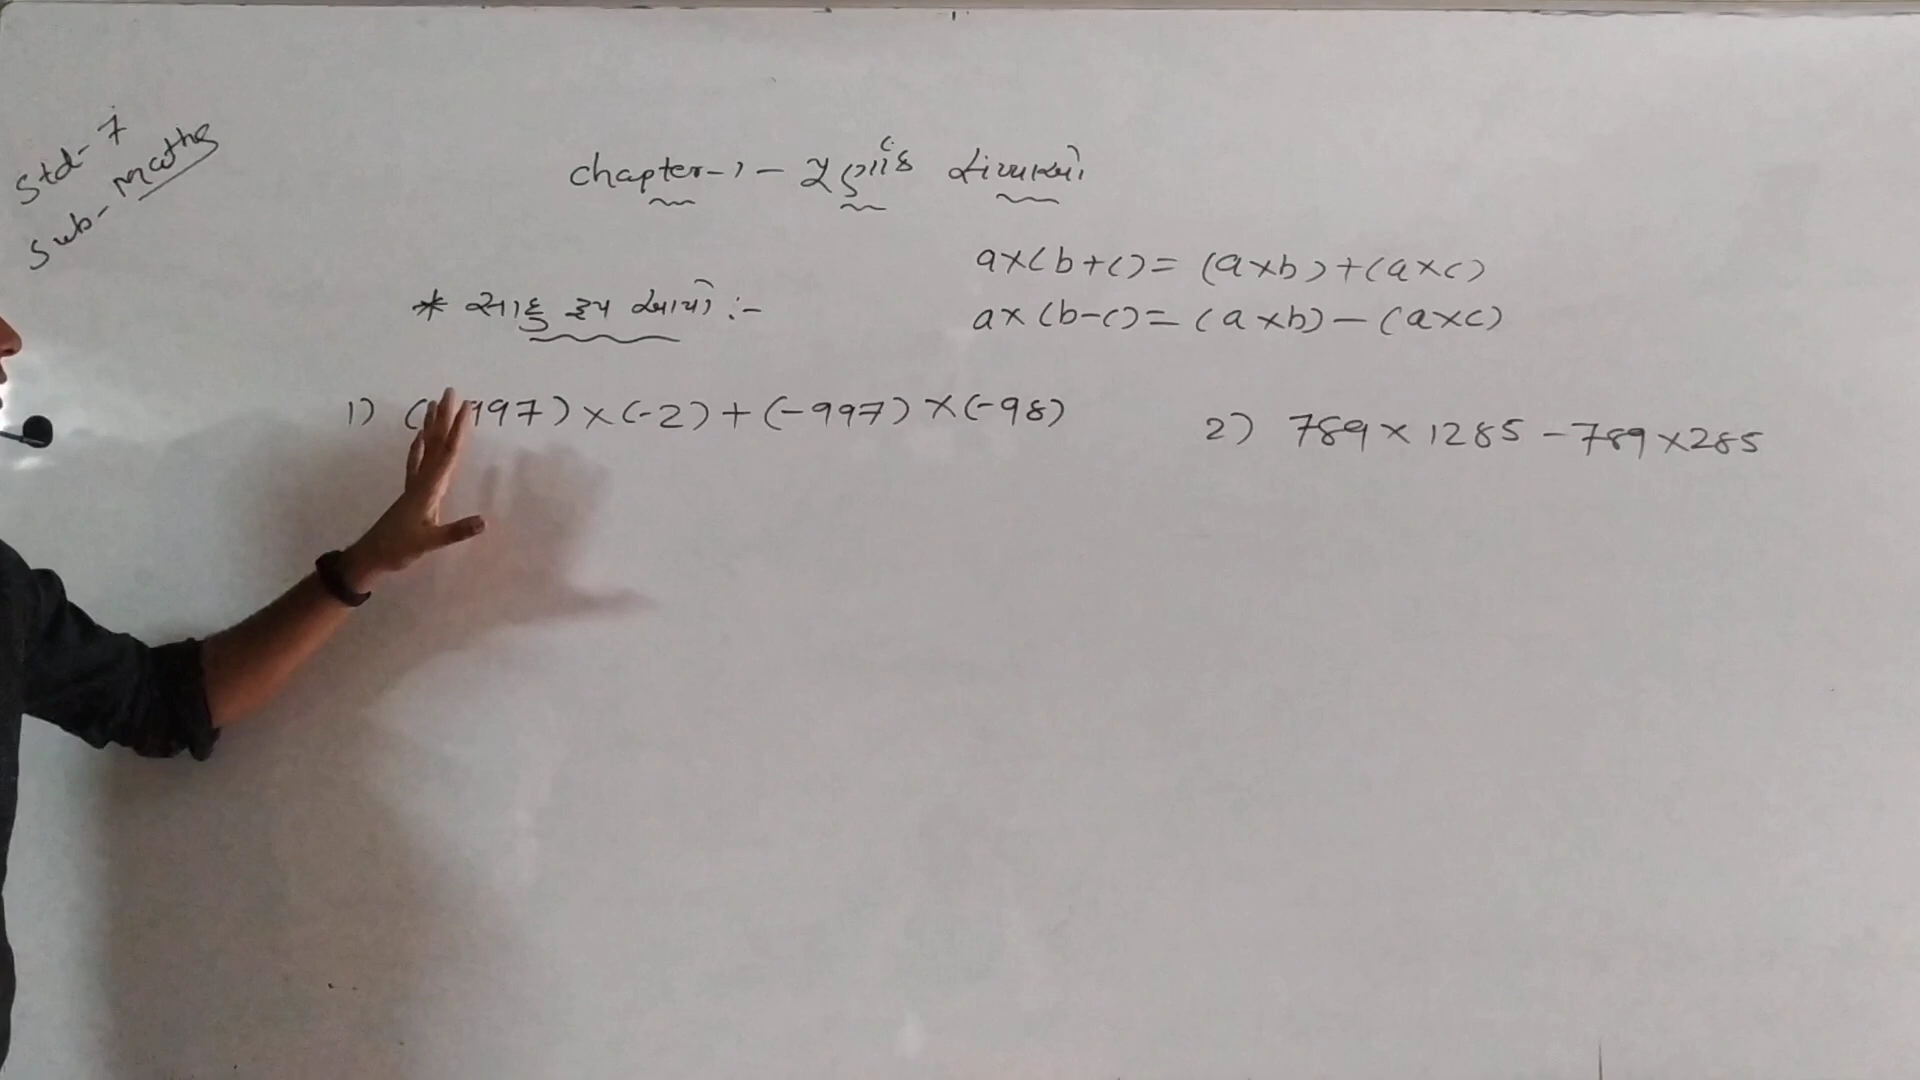 Std-7
Sub-Maths
chapter-1 - પૂર્ણાંક સંખ્યાઓ
a×(b+c)=(a×b)+(a×c)
* સાદુ રૂપ આપો :-
a×(b-c)=(a×b)-(a×c)
1) ( 997)×(-2)+(-997)×(-98)
2) 789×1285-789×285